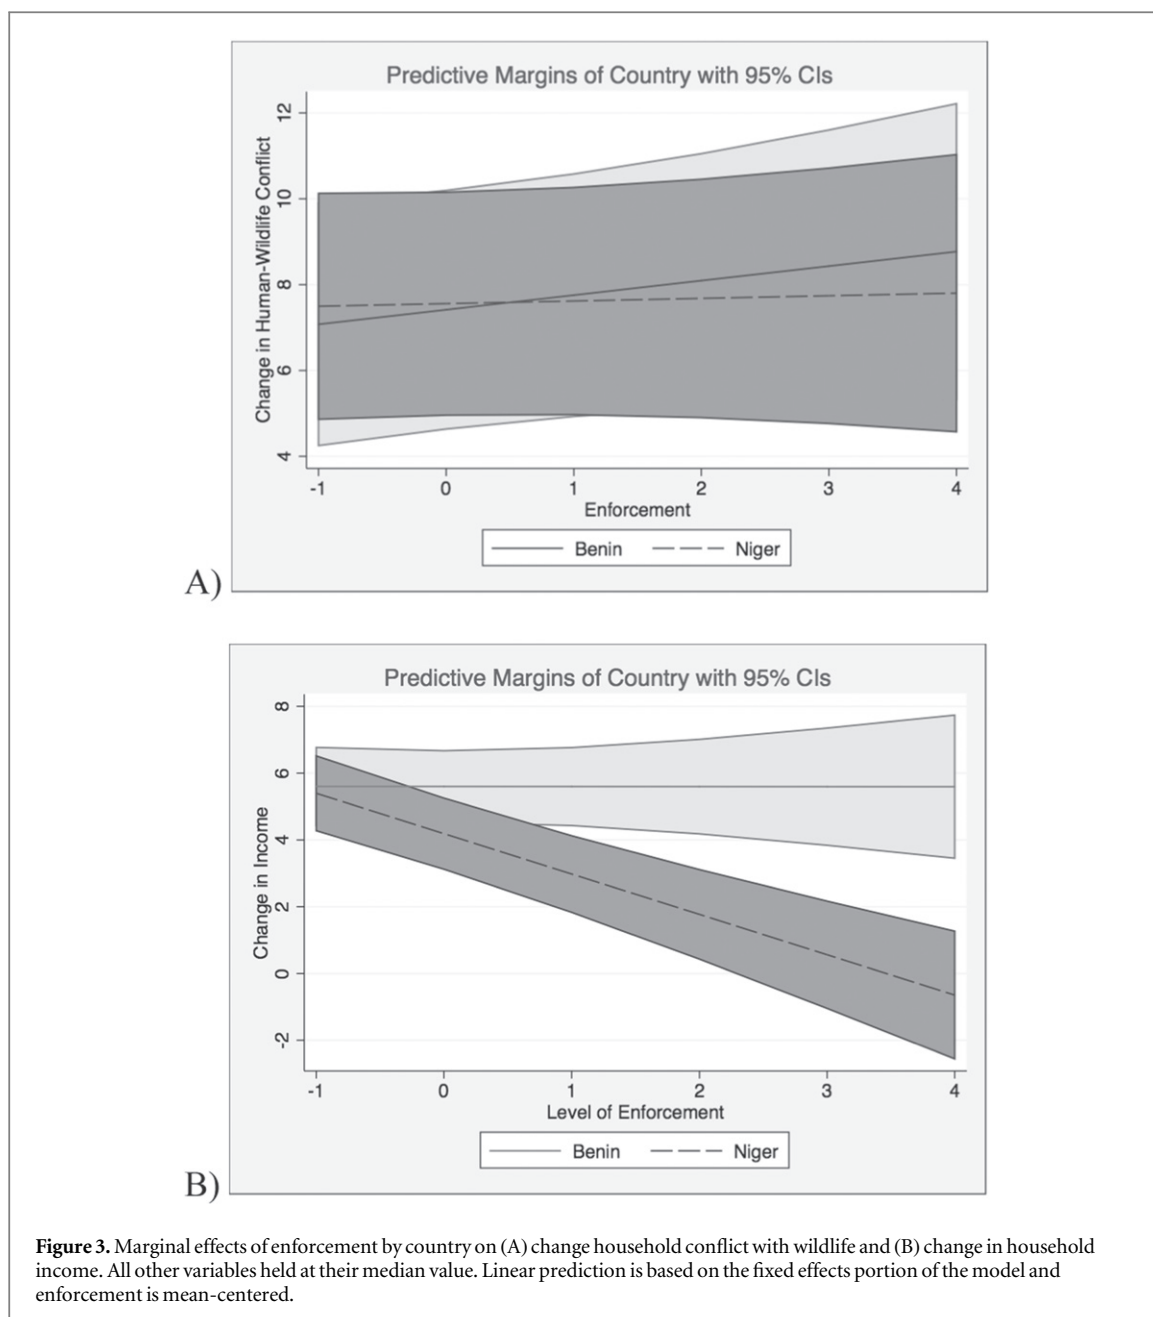 Predictive Margins of Country with 95% CIs
Change in Human-Wildlife Conflict
12
10
8
6
4
-1 0 1 2 3 4
Enforcement
Benin Niger
A)
Predictive Margins of Country with 95% CIs
Change in Income
8
6
4
2
0
-2
-1 0 1 2 3 4
Level of Enforcement
Benin Niger
B)
Figure 3. Marginal effects of enforcement by country on (A) change household conflict with wildlife and (B) change in household
income. All other variables held at their median value. Linear prediction is based on the fixed effects portion of the model and
enforcement is mean-centered.